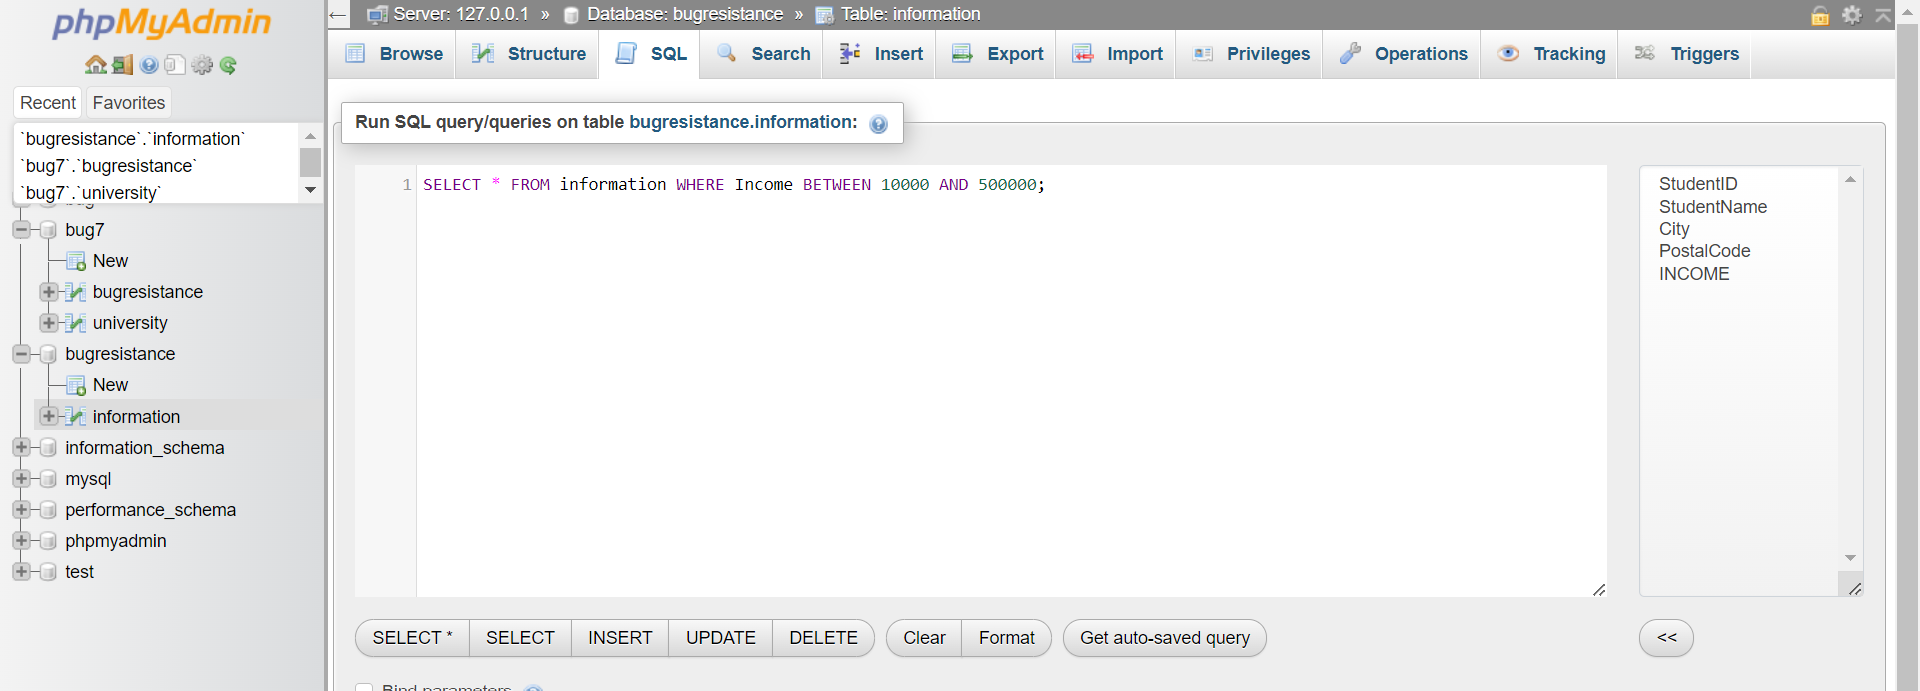 phpMyAdmin
Recent Favorites
`bugresistance`.`information`
`bug7`.`bugresistance`
`bug7`.`university`
bug7
New
bugresistance
university
bugresistance
New
information
information_schema
mysql
performance_schema
phpmyadmin
test
← Server: 127.0.0.1 » Database: bugresistance » Table: information
Browse Structure SQL Search Insert Export Import Privileges Operations Tracking Triggers
Run SQL query/queries on table bugresistance.information:
1 SELECT * FROM information WHERE Income BETWEEN 10000 AND 500000;
StudentID
StudentName
City
PostalCode
INCOME
SELECT * SELECT INSERT UPDATE DELETE Clear Format Get auto-saved query <<
Bind parameters